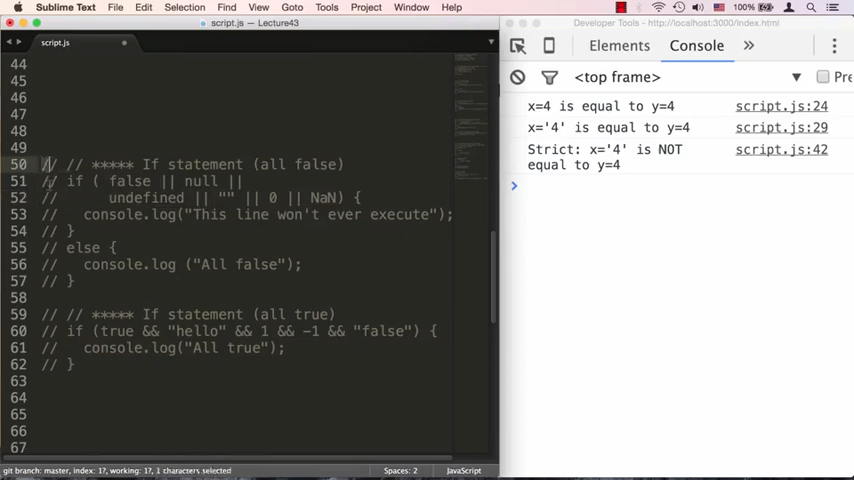 Sublime Text File Edit Selection Find View Goto Tools Project Window Help 100%
script.js — Lecture43
Developer Tools - http://localhost:3000/index.html
script.js
Elements Console »
<top frame> Pre
44
45
46
47
48
49
50 // // ***** If statement (all false)
51 // if ( false || null ||
52 //      undefined || "" || 0 || NaN) {
53 //   console.log("This line won't ever execute");
54 // }
55 // else {
56 //   console.log ("All false");
57 // }
58
59 // // ***** If statement (all true)
60 // if (true && "hello" && 1 && -1 && "false") {
61 //   console.log("All true");
62 // }
63
64
65
66
67
x=4 is equal to y=4 script.js:24
x='4' is equal to y=4 script.js:29
Strict: x='4' is NOT script.js:42
equal to y=4
git branch: master, index: 1?, working: 1?, 1 characters selected Spaces: 2 JavaScript